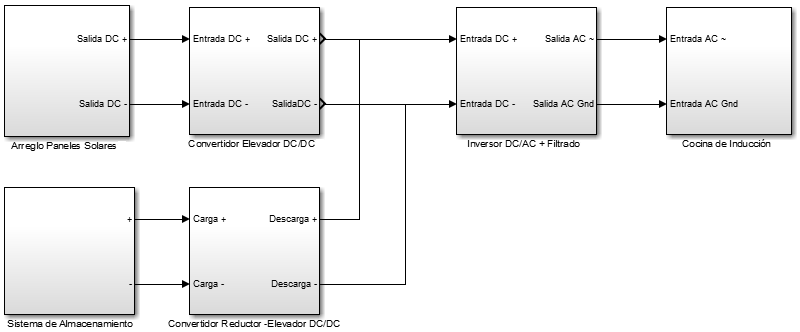 Salida DC +
Salida DC -
Arreglo Paneles Solares
Entrada DC +
Salida DC +
Entrada DC -
SalidaDC -
Convertidor Elevador DC/DC
Entrada DC +
Salida AC ~
Entrada DC -
Salida AC Gnd
Inversor DC/AC + Filtrado
Entrada AC ~
Entrada AC Gnd
Cocina de Inducción
+
-
Sistema de Almacenamiento
Carga +
Descarga +
Carga -
Descarga -
Convertidor Reductor -Elevador DC/DC